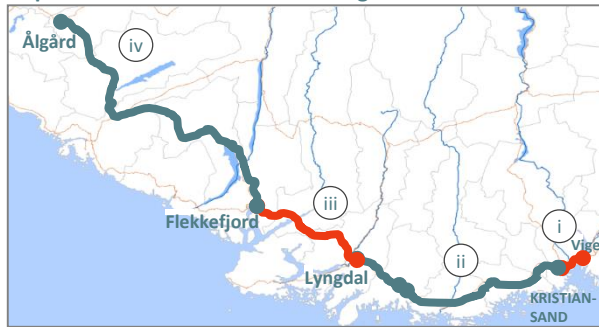 Ålgård
iv
iii
Flekkefjord
i
Vige
Lyngdal
ii
KRISTIAN-
SAND